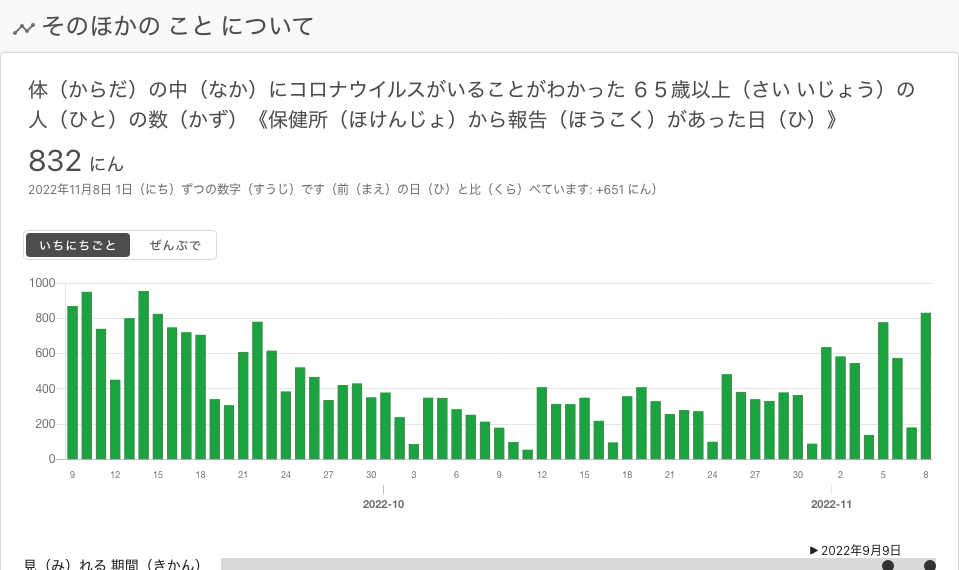 そのほかの こと について
体（からだ）の中（なか）にコロナウイルスがいることがわかった ６５歳以上（さい いじょう）の
人（ひと）の数（かず）《保健所（ほけんじょ）から報告（ほうこく）があった日（ひ）》
832 にん
2022年11月8日 1日（にち）ずつの数字（すうじ）です（前（まえ）の日（ひ）と比（くら）べています: +651 にん）
いちにちごと ぜんぶで
1000
800
600
400
200
0
9 12 15 18 21 24 27 30 3 6 9 12 15 18 21 24 27 30 2 5 8
2022-10 2022-11
▶ 2022年9月9日
見（み）れる 期間（きかん）